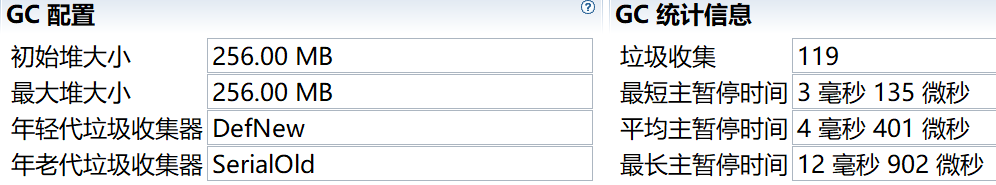 GC 配置
初始堆大小 256.00 MB
最大堆大小 256.00 MB
年轻代垃圾收集器 DefNew
年老代垃圾收集器 SerialOld
GC 统计信息
垃圾收集 119
最短主暂停时间 3 毫秒 135 微秒
平均主暂停时间 4 毫秒 401 微秒
最长主暂停时间 12 毫秒 902 微秒